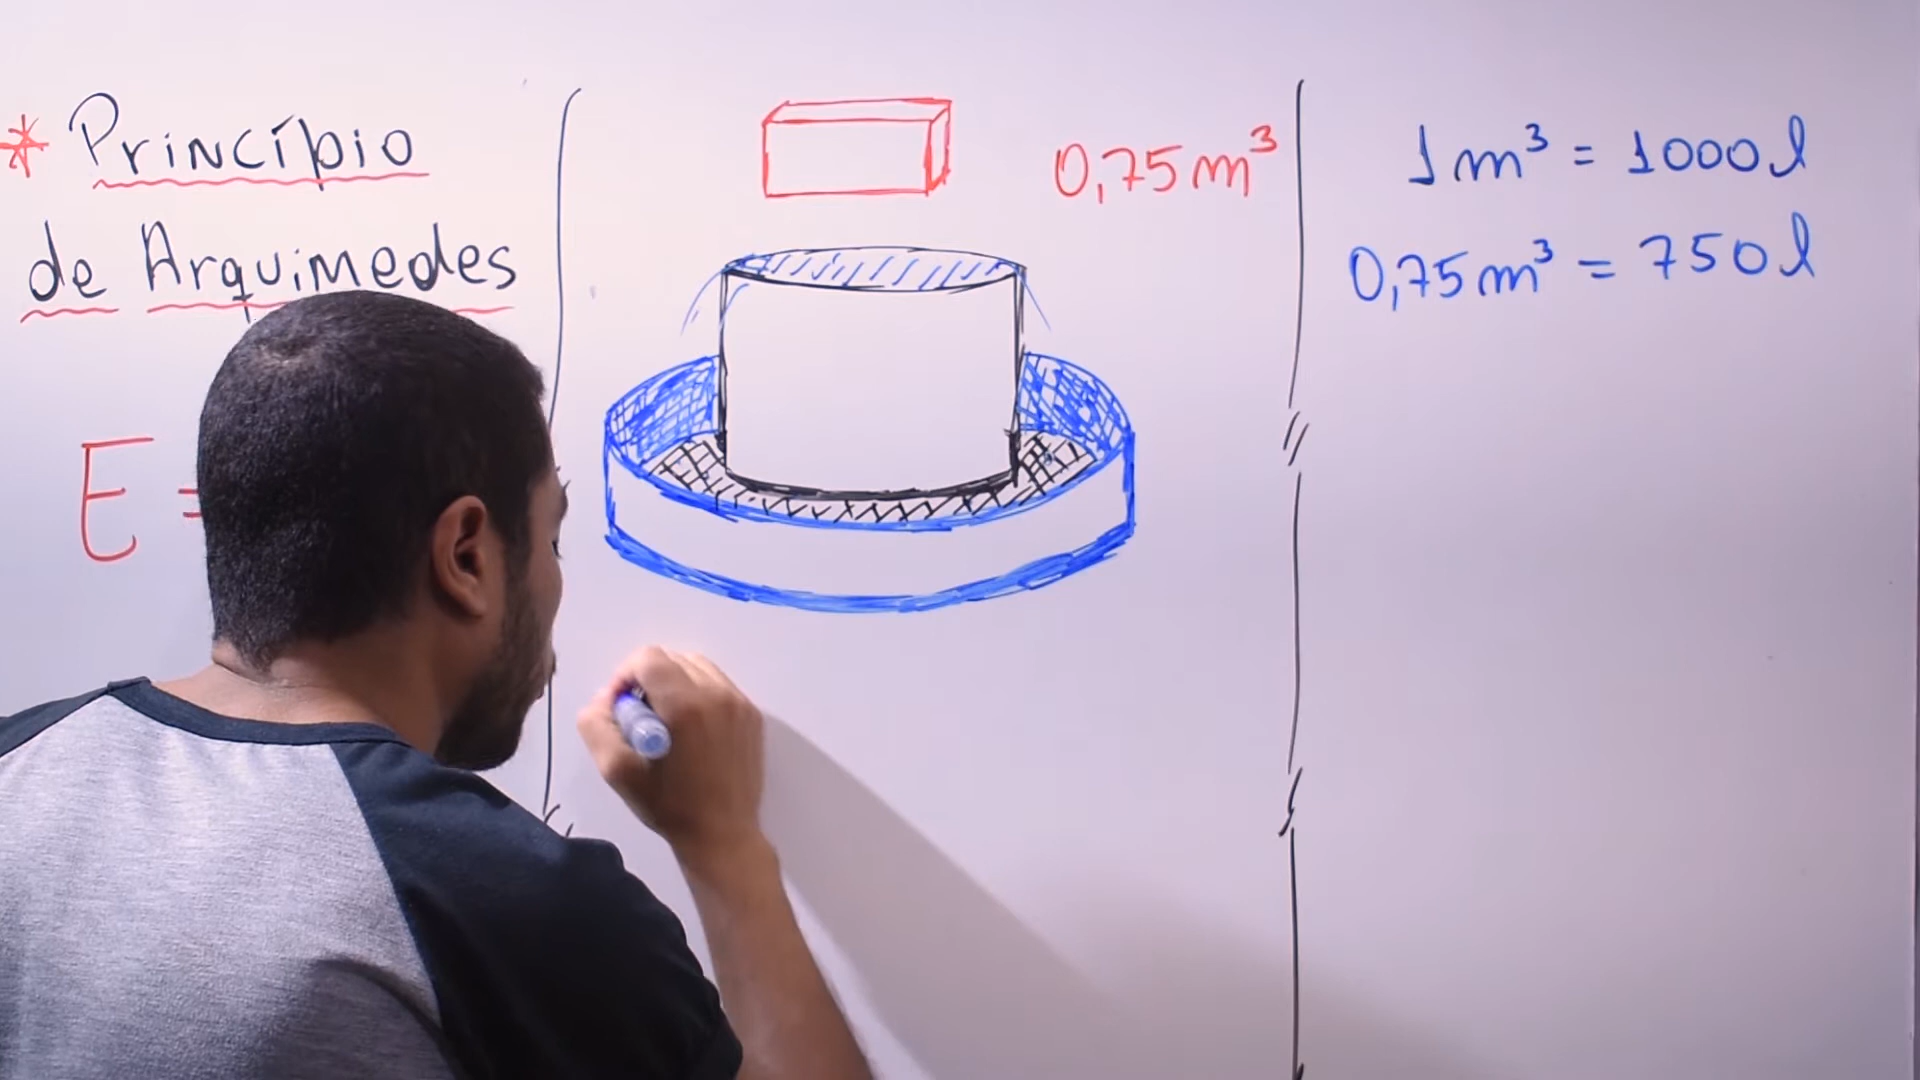 * Princípio
de Arquimedes
E =
0,75 m³
1 m³ = 1000 l
0,75 m³ = 750 l